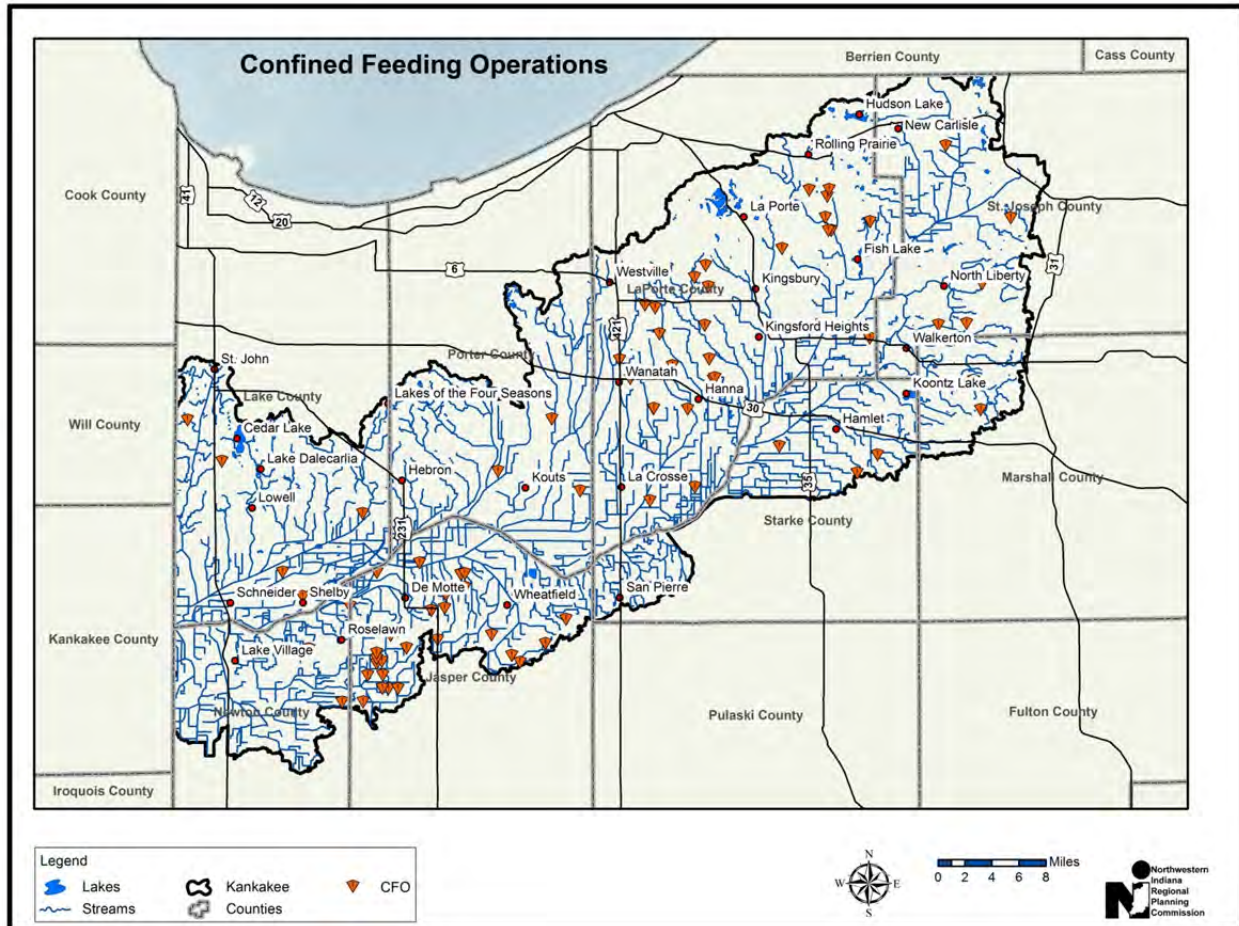 Confined Feeding Operations
Berrien County
Cass County
Hudson Lake
New Carlisle
Rolling Prairie
Cook County
41
12
20
La Porte
St. Joseph County
Fish Lake
6
31
Westville
LaPorte County
Kingsbury
North Liberty
421
Kingsford Heights
Walkerton
Porter County
St. John
Wanatah
Lake County
Lakes of the Four Seasons
Hanna
Koontz Lake
30
Will County
Hamlet
Cedar Lake
Lake Dalecarlia
Hebron
Kouts
La Crosse
Marshall County
35
Lowell
231
Starke County
Schneider
Shelby
De Motte
Wheatfield
San Pierre
Kankakee County
Roselawn
Lake Village
Jasper County
Newton County
Pulaski County
Fulton County
Iroquois County
Legend
Lakes
Kankakee
CFO
Streams
Counties
N
W
E
S
Miles
0 2 4 6 8
Northwestern
Indiana
Regional
Planning
Commission